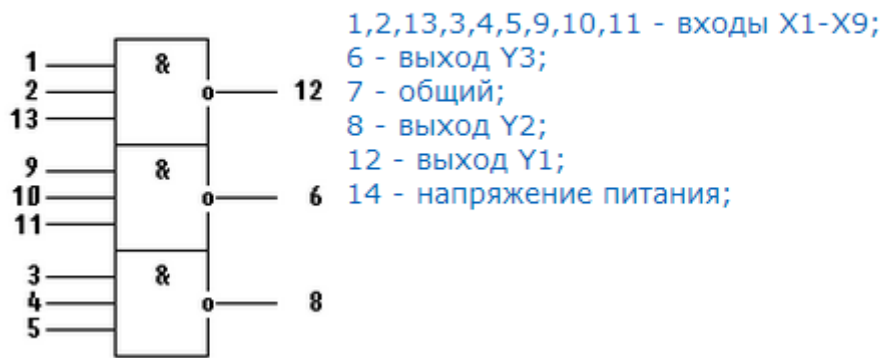 1,2,13,3,4,5,9,10,11 - входы X1-X9;
6 - выход Y3;
7 - общий;
8 - выход Y2;
12 - выход Y1;
14 - напряжение питания;
1
&
2
12
13
9
&
10
6
11
3
&
4
8
5